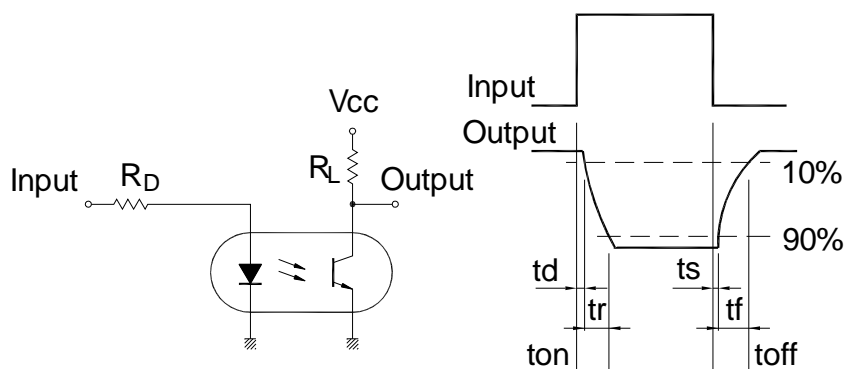 Input
RD
Vcc
RL
Output
Input
Output
10%
90%
td
tr
ts
tf
ton
toff